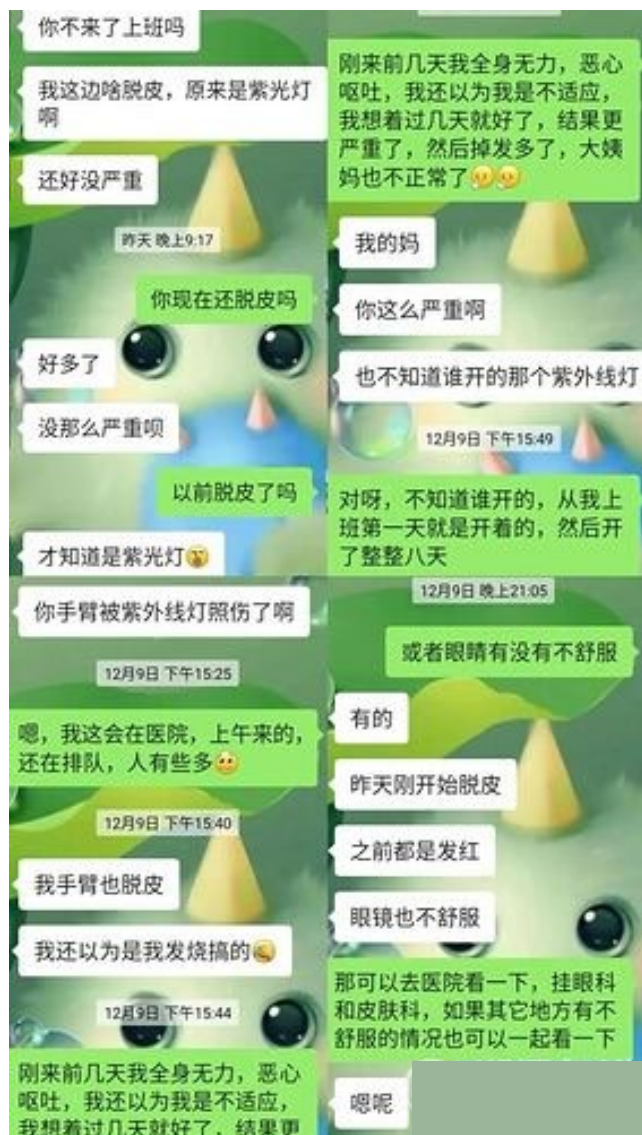 你不来了上班吗
我这边啥脱皮，原来是紫光灯
啊
还好没严重
昨天 晚上9:17
你现在还脱皮吗
好多了
没那么严重呗
以前脱皮了吗
才知道是紫光灯
刚来前几天我全身无力，恶心
呕吐，我还以为我是不适应，
我想着过几天就好了，结果更
严重了，然后掉发多了，大姨
妈也不正常了
我的妈
你这么严重啊
也不知道谁开的那个紫外线灯
12月9日 下午15:49
对呀，不知道谁开的，从我上
班第一天就是开着的，然后开
了整整八天
你手臂被紫外线灯照伤了啊
12月9日 下午15:25
嗯，我这会在医院，上午来的，
还在排队，人有些多
12月9日 下午15:40
我手臂也脱皮
我还以为是我发烧搞的
12月9日 下午15:44
刚来前几天我全身无力，恶心
呕吐，我还以为我是不适应，
我想着过几天就好了，结果更
12月9日 晚上21:05
或者眼睛有没有不舒服
有的
昨天刚开始脱皮
之前都是发红
眼镜也不舒服
那可以去医院看一下，挂眼科
和皮肤科，如果其它地方有不
舒服的情况也可以一起看一下
嗯呢